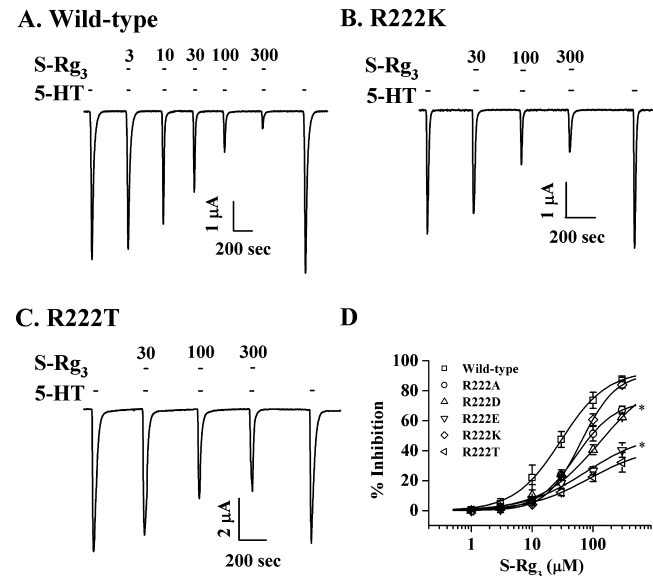 A. Wild-type
S-Rg3 3 10 30 100 300
5-HT
1 μA
200 sec
B. R222K
S-Rg3 30 100 300
5-HT
1 μA
200 sec
C. R222T
S-Rg3 30 100 300
5-HT
2 μA
200 sec
D
% Inhibition
100
80
60
40
20
0
Wild-type
R222A
R222D
R222E
R222K
R222T
*
*
1 10 100
S-Rg3 (μM)